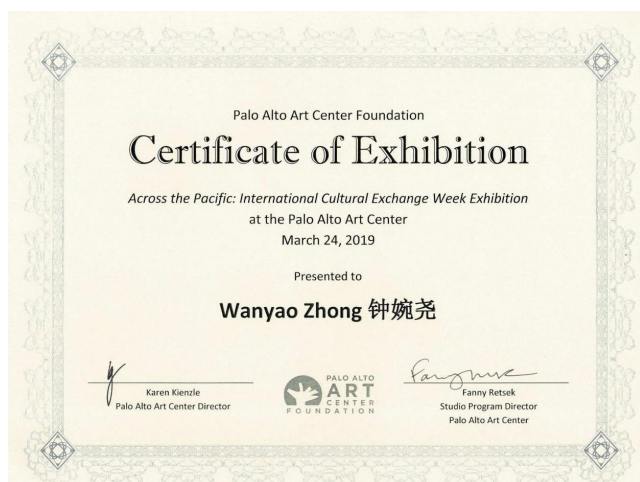 Palo Alto Art Center Foundation
Certificate of Exhibition
Across the Pacific: International Cultural Exchange Week Exhibition
at the Palo Alto Art Center
March 24, 2019
Presented to
Wanyao Zhong 钟婉尧
Karen Kienzle
Palo Alto Art Center Director
PALO ALTO
ART
CENTER
FOUNDATION
Fanny Retsek
Studio Program Director
Palo Alto Art Center